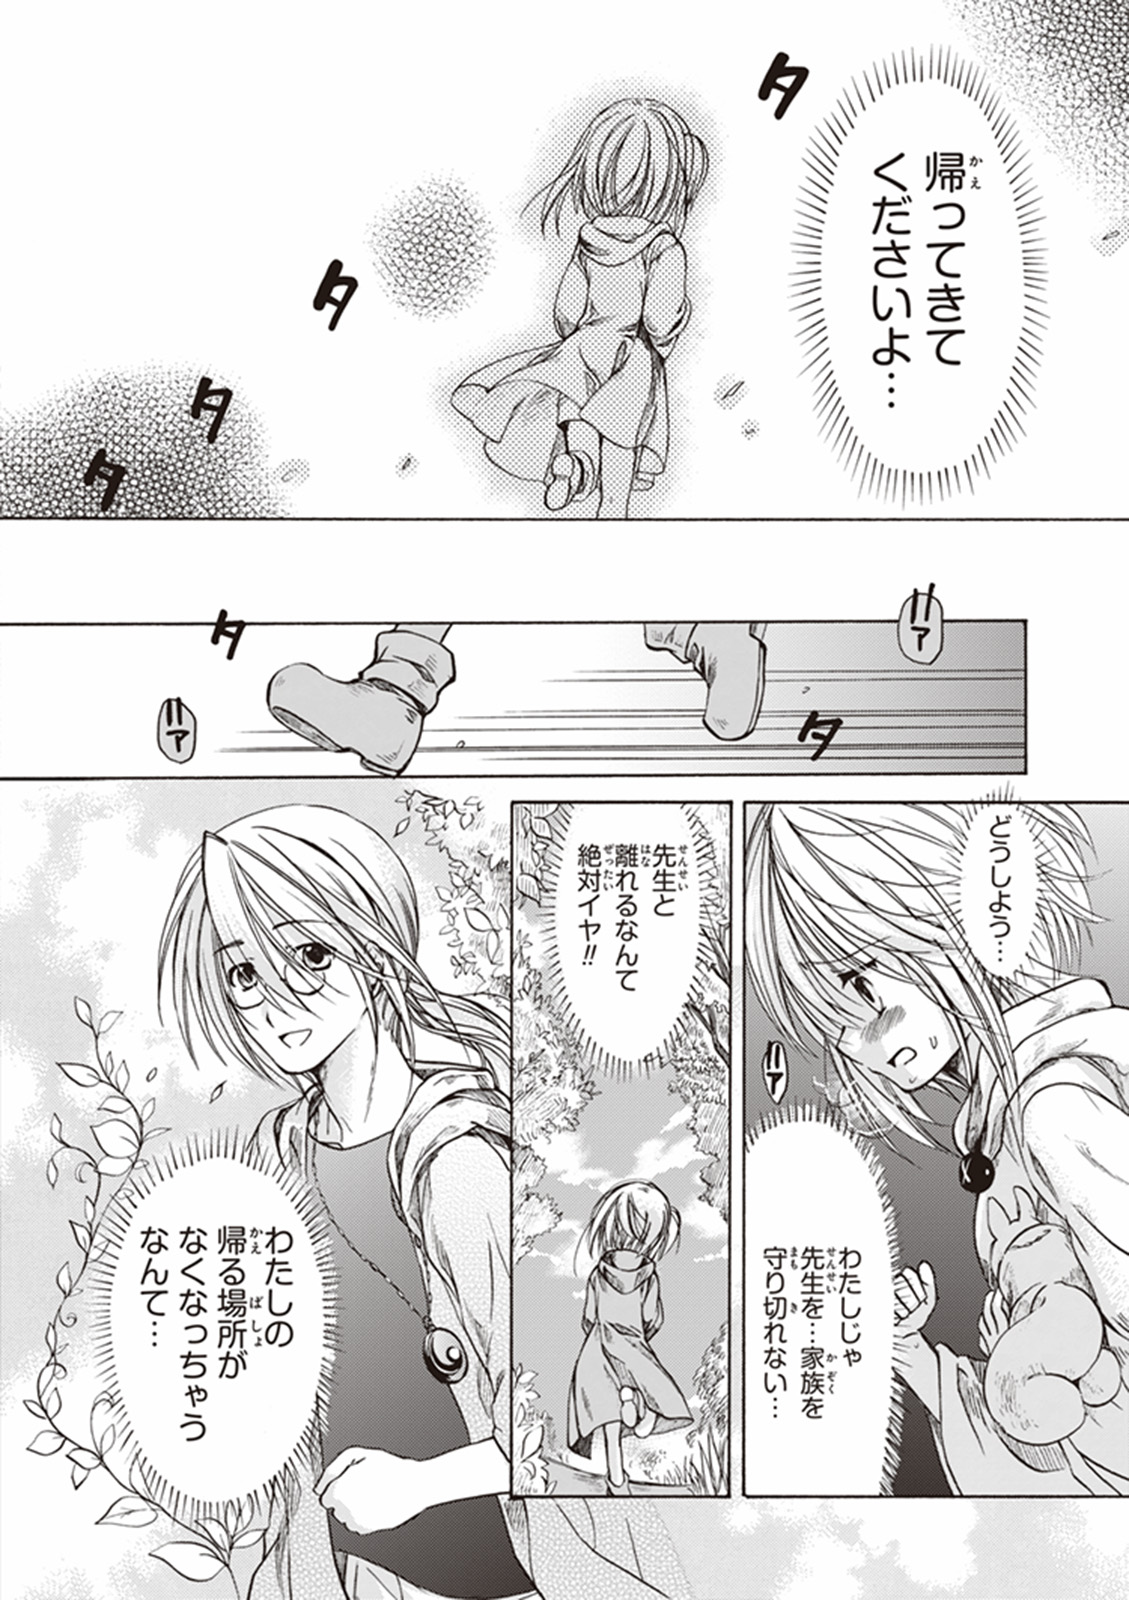 帰ってきて
くださいよ…
タ
タ
タ
タ
ハァ
タ
タ
ハァ
どうしよう…
ハァ
わたしじゃ
先生を…家族を
守り切れない…
先生と
離れるなんて
絶対イヤ!!
わたしの
帰る場所が
なくなっちゃう
なんて…